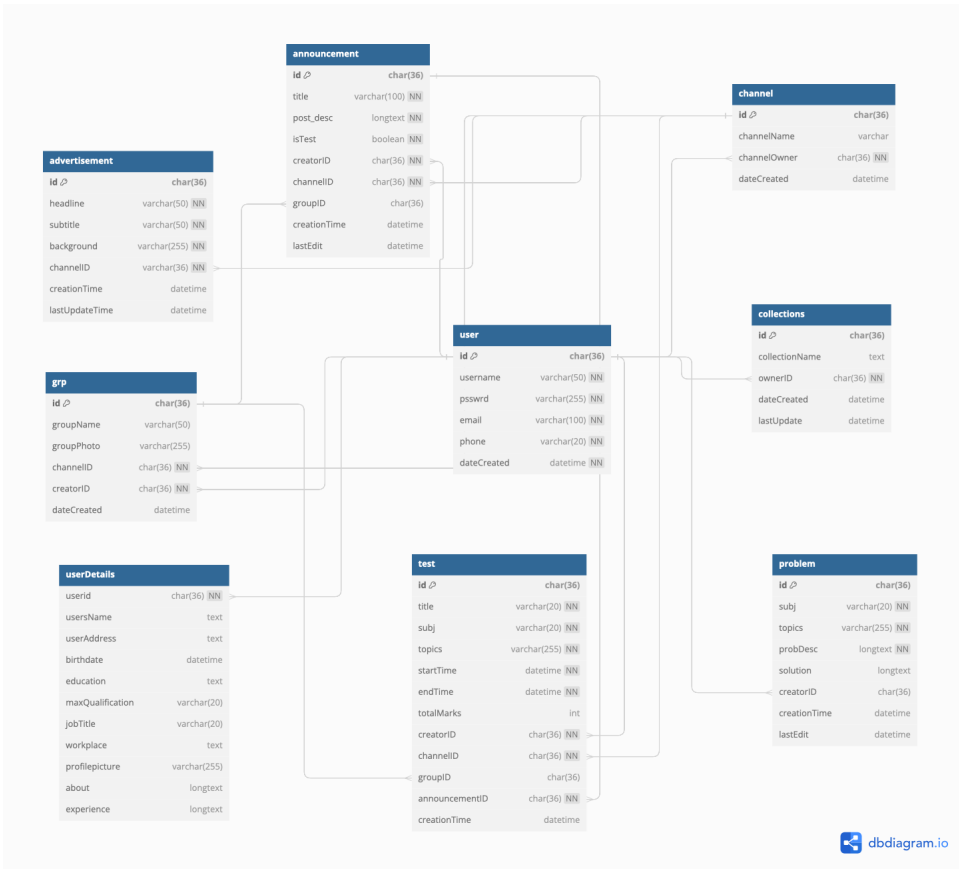 announcement
id char(36)
title varchar(100) NN
post_desc longtext NN
isTest boolean NN
creatorID char(36) NN
channelID char(36) NN
groupID char(36)
creationTime datetime
lastEdit datetime
channel
id char(36)
channelName varchar
channelOwner char(36) NN
dateCreated datetime
advertisement
id char(36)
headline varchar(50) NN
subtitle varchar(50) NN
background varchar(255) NN
channelID varchar(36) NN
creationTime datetime
lastUpdateTime datetime
collections
id char(36)
collectionName text
ownerID char(36) NN
dateCreated datetime
lastUpdate datetime
user
id char(36)
username varchar(50) NN
psswrd varchar(255) NN
email varchar(100) NN
phone varchar(20) NN
dateCreated datetime NN
grp
id char(36)
groupName varchar(50)
groupPhoto varchar(255)
channelID char(36) NN
creatorID char(36) NN
dateCreated datetime
userDetails
userid char(36) NN
usersName text
userAddress text
birthdate datetime
education text
maxQualification varchar(20)
jobTitle varchar(20)
workplace text
profilepicture varchar(255)
about longtext
experience longtext
test
id char(36)
title varchar(20) NN
subj varchar(20) NN
topics varchar(255) NN
startTime datetime NN
endTime datetime NN
totalMarks int
creatorID char(36) NN
channelID char(36) NN
groupID char(36)
announcementID char(36) NN
creationTime datetime
problem
id char(36)
subj varchar(20) NN
topics varchar(255) NN
probDesc longtext NN
solution longtext
creatorID char(36)
creationTime datetime
lastEdit datetime
dbdiagram.io